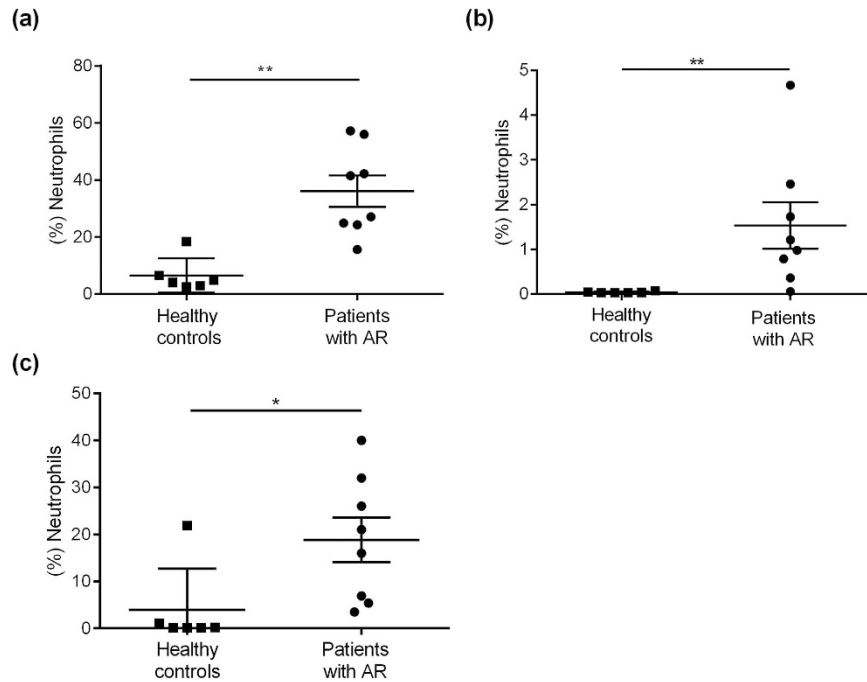 (a)
80
60
40
20
0
(%) Neutrophils
**
Healthy
controls
Patients
with AR
(b)
5
4
3
2
1
0
(%) Neutrophils
**
Healthy
controls
Patients
with AR
(c)
50
40
30
20
10
0
(%) Neutrophils
*
Healthy
controls
Patients
with AR